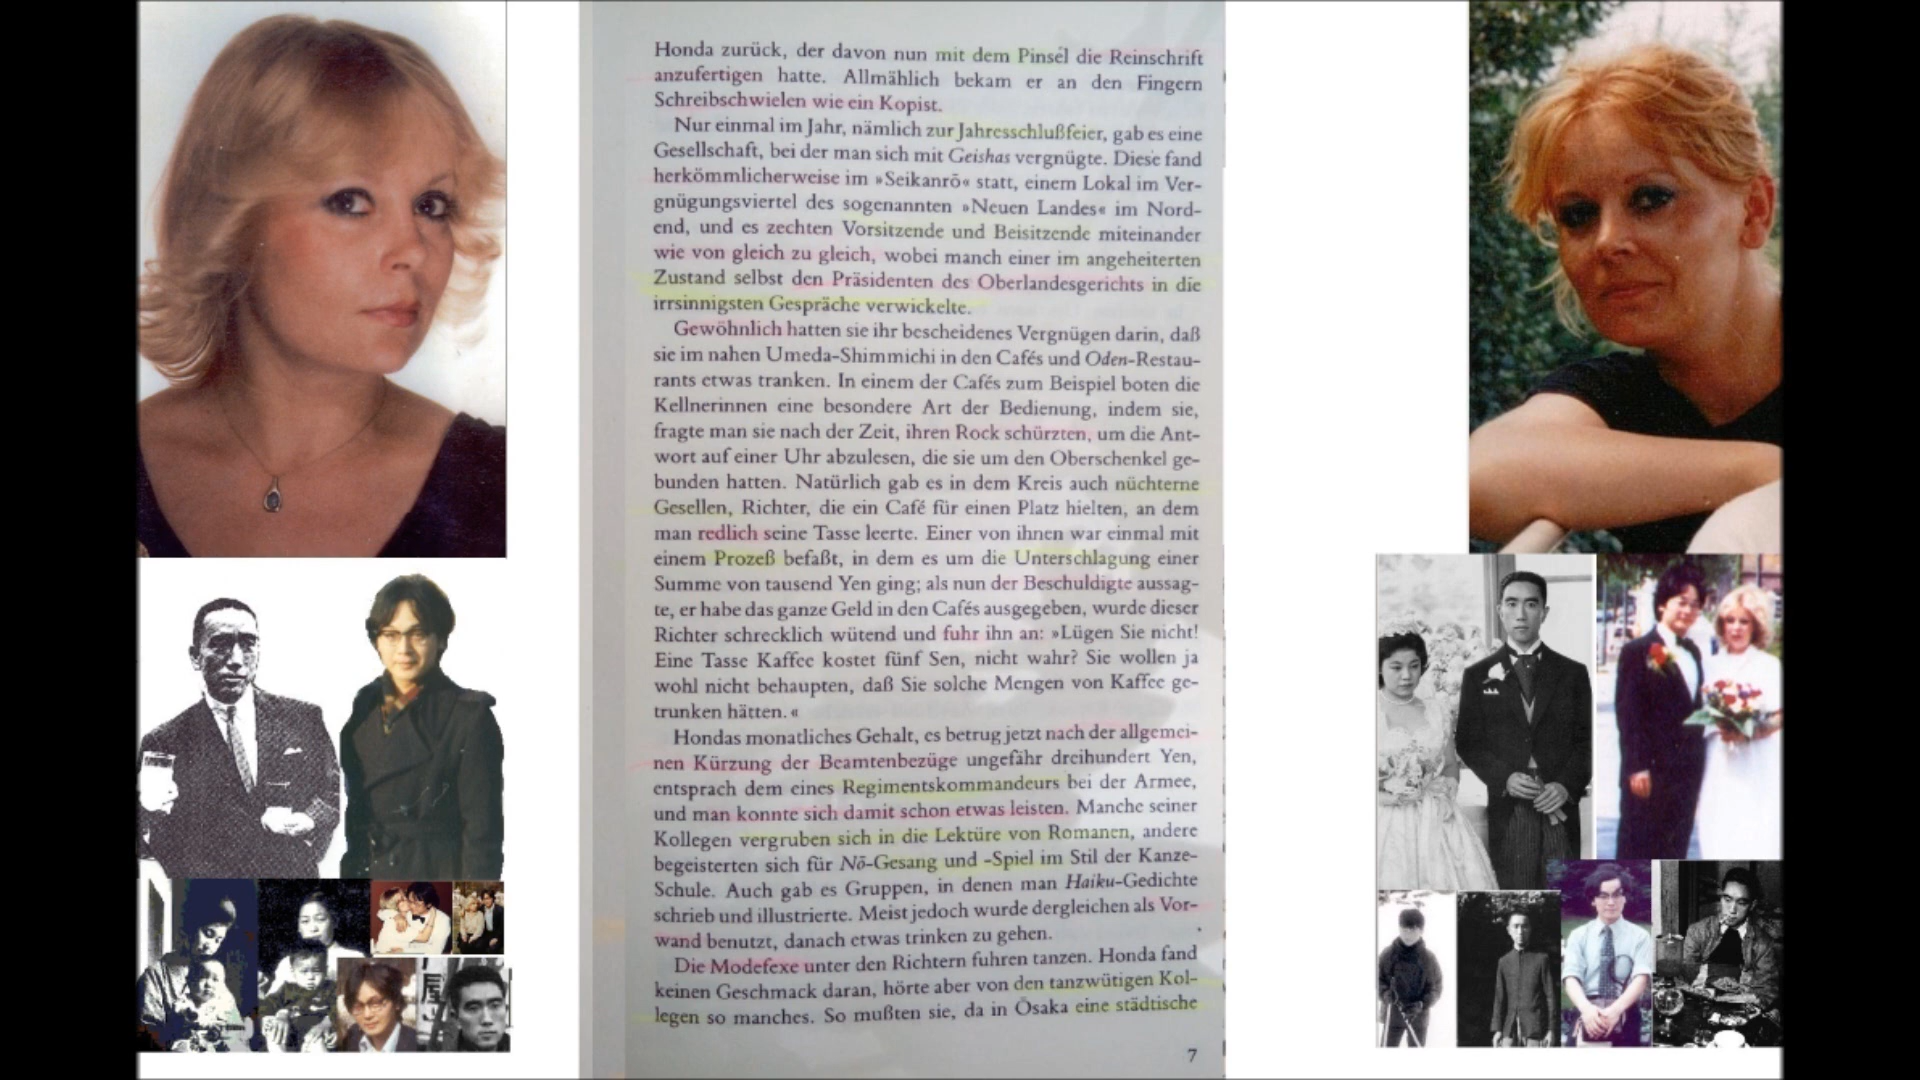 Honda zurück, der davon nun mit dem Pinsel die Reinschrift
anzufertigen hatte. Allmählich bekam er an den Fingern
Schreibschwielen wie ein Kopist.
Nur einmal im Jahr, nämlich zur Jahresschlußfeier, gab es eine
Gesellschaft, bei der man sich mit Geishas vergnügte. Diese fand
herkömmlicherweise im »Seikanrō« statt, einem Lokal im Ver-
gnügungsviertel des sogenannten »Neuen Landes« im Nord-
end, und es zechten Vorsitzende und Beisitzende miteinander
wie von gleich zu gleich, wobei manch einer im angeheiterten
Zustand selbst den Präsidenten des Oberlandesgerichts in die
irrsinnigsten Gespräche verwickelte.
Gewöhnlich hatten sie ihr bescheidenes Vergnügen darin, daß
sie im nahen Umeda-Shimmichi in den Cafés und Oden-Restau-
rants etwas tranken. In einem der Cafés zum Beispiel boten die
Kellnerinnen eine besondere Art der Bedienung, indem sie,
fragte man sie nach der Zeit, ihren Rock schürzten, um die Ant-
wort auf einer Uhr abzulesen, die sie um den Oberschenkel ge-
bunden hatten. Natürlich gab es in dem Kreis auch nüchterne
Gesellen, Richter, die ein Café für einen Platz hielten, an dem
man redlich seine Tasse leerte. Einer von ihnen war einmal mit
einem Prozeß befaßt, in dem es um die Unterschlagung einer
Summe von tausend Yen ging; als nun der Beschuldigte aussag-
te, er habe das ganze Geld in den Cafés ausgegeben, wurde dieser
Richter schrecklich wütend und fuhr ihn an: »Lügen Sie nicht!
Eine Tasse Kaffee kostet fünf Sen, nicht wahr? Sie wollen ja
wohl nicht behaupten, daß Sie solche Mengen von Kaffee ge-
trunken hätten.«
Hondas monatliches Gehalt, es betrug jetzt nach der allgemei-
nen Kürzung der Beamtenbezüge ungefähr dreihundert Yen,
entsprach dem eines Regimentskommandeurs bei der Armee,
und man konnte sich damit schon etwas leisten. Manche seiner
Kollegen vergruben sich in die Lektüre von Romanen, andere
begeisterten sich für Nō-Gesang und -Spiel im Stil der Kanze-
Schule. Auch gab es Gruppen, in denen man Haiku-Gedichte
schrieb und illustrierte. Meist jedoch wurde dergleichen als Vor-
wand benutzt, danach etwas trinken zu gehen.
Die Modefexe unter den Richtern fuhren tanzen. Honda fand
keinen Geschmack daran, hörte aber von den tanzwütigen Kol-
legen so manches. So mußten sie, da in Ōsaka eine städtische
7